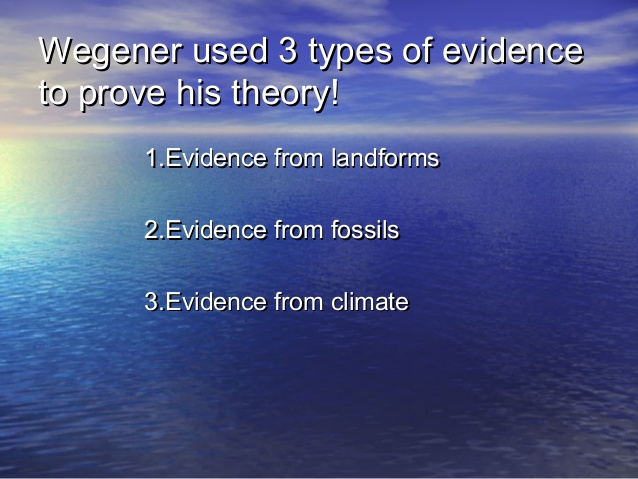 Wegener used 3 types of evidence
to prove his theory!
1.Evidence from landforms
2.Evidence from fossils
3.Evidence from climate